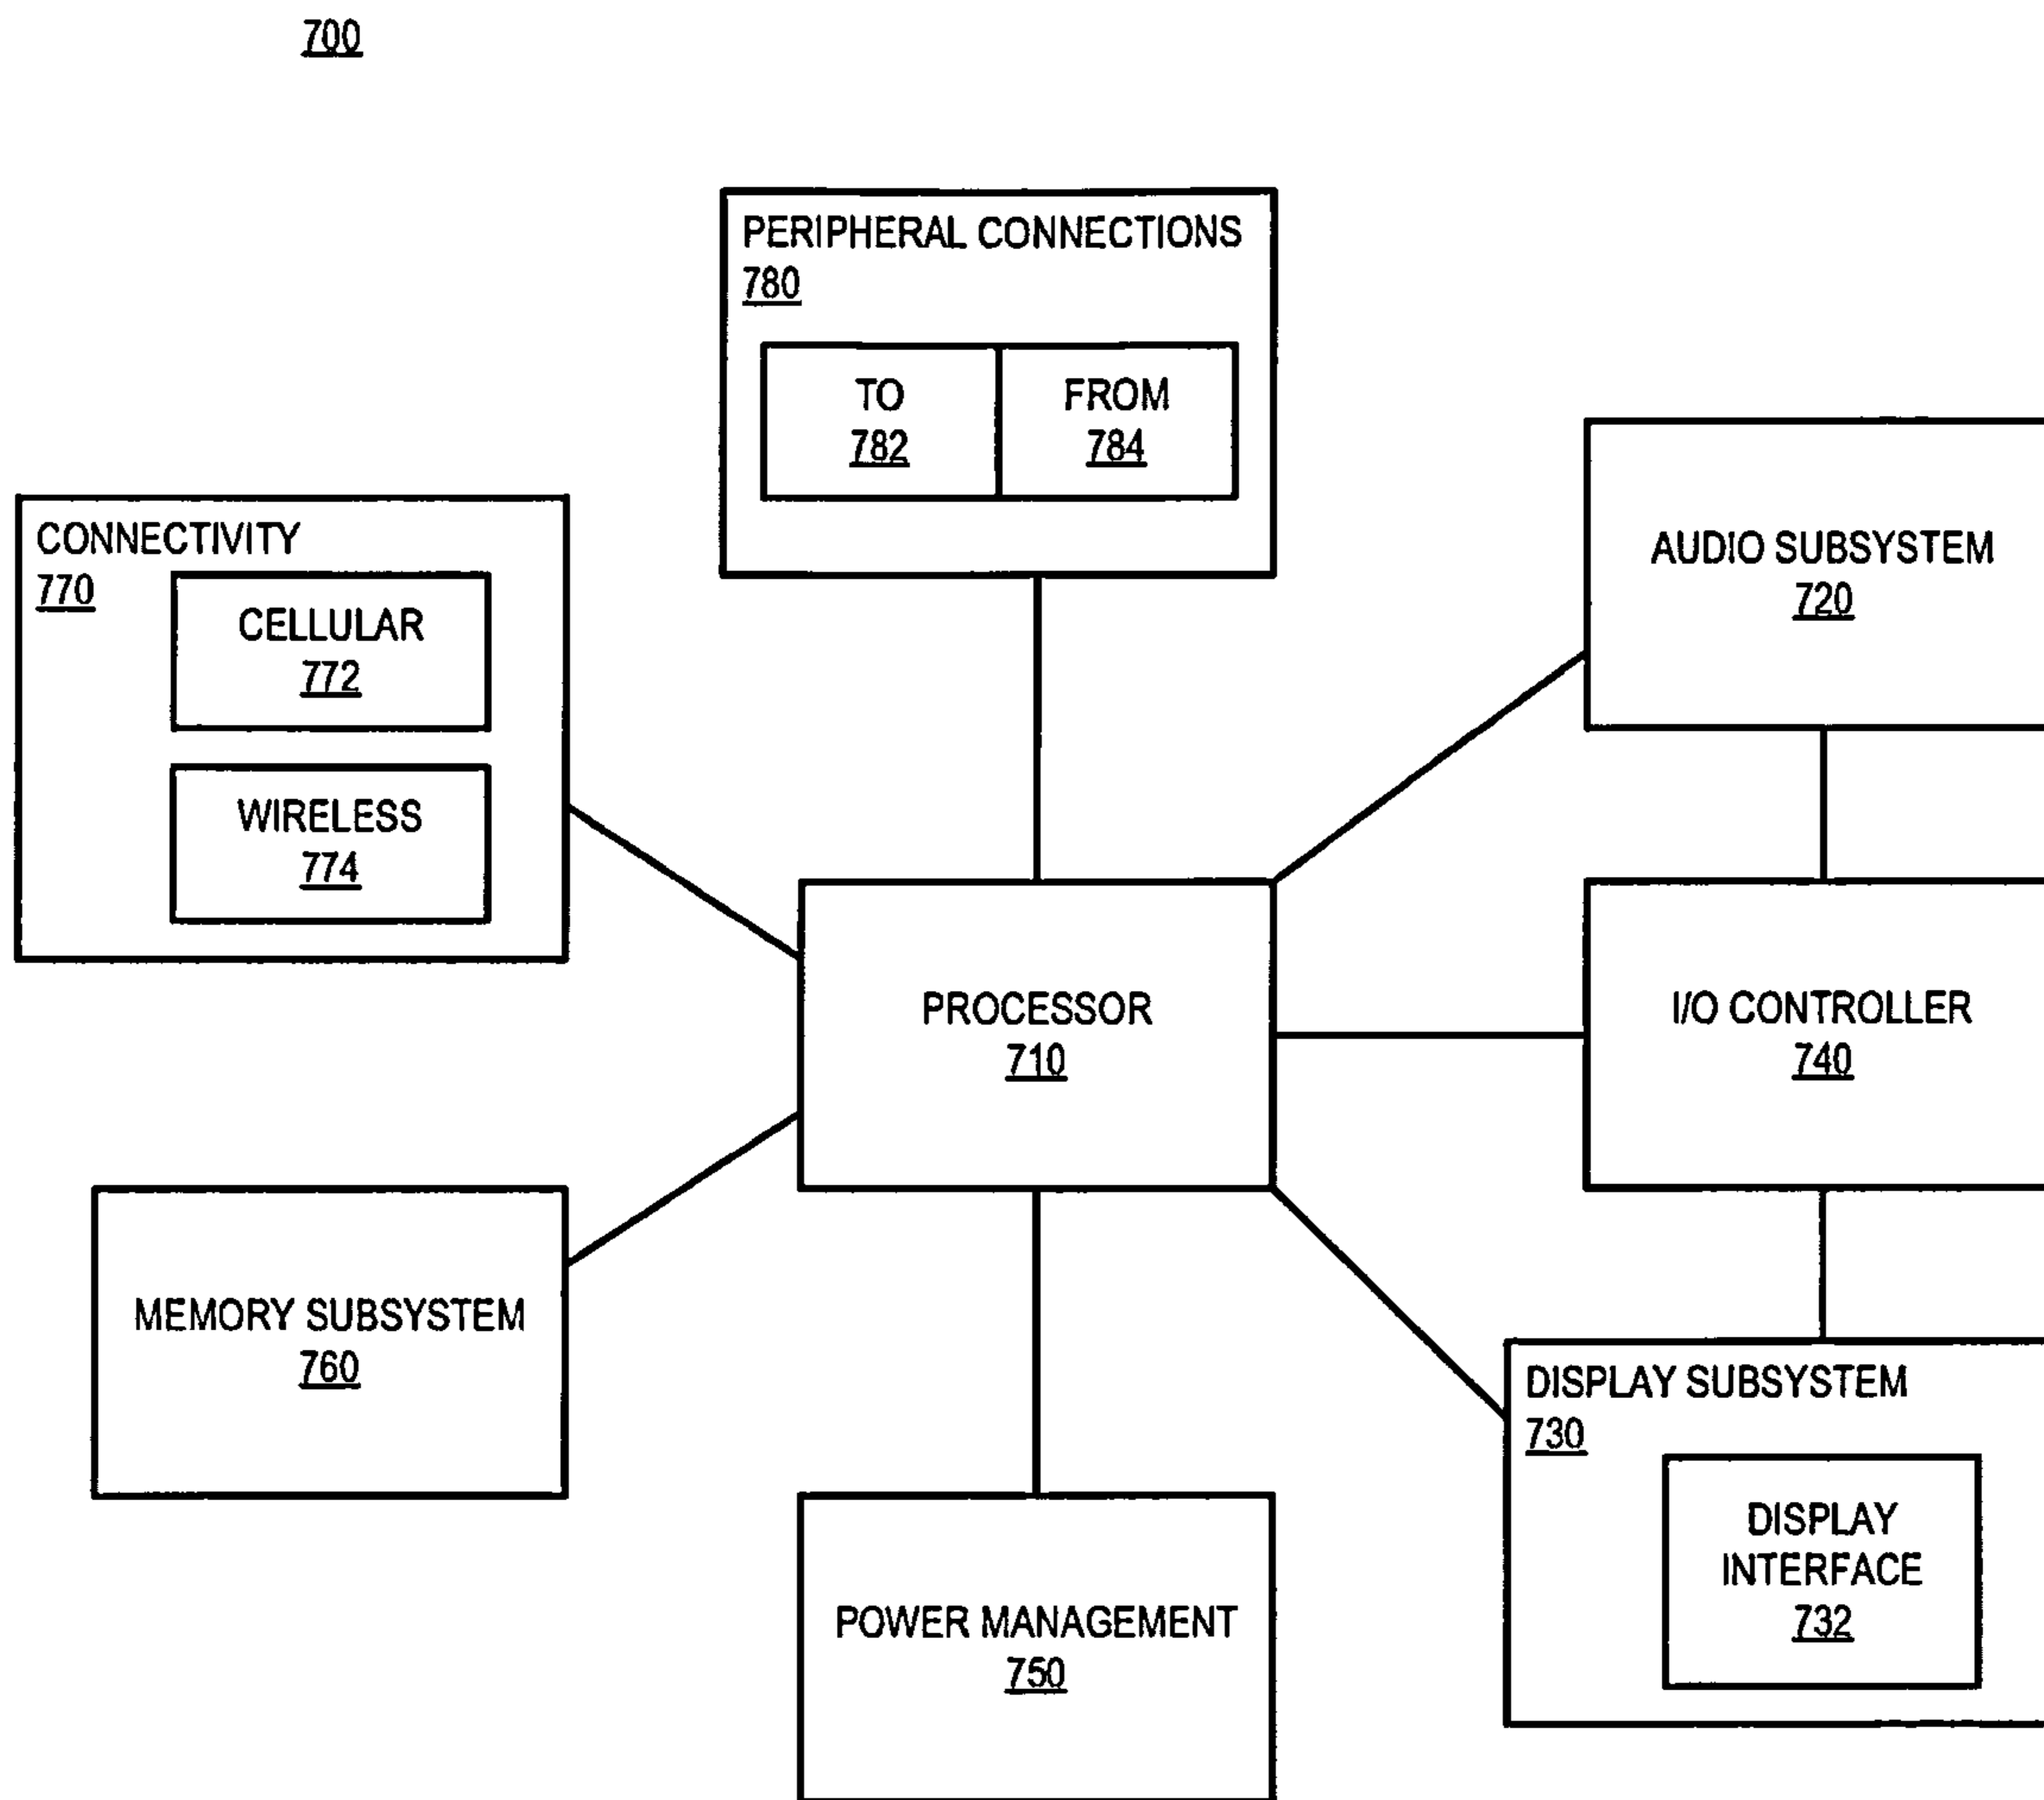 700
PERIPHERAL CONNECTIONS
780
TO
782
FROM
784
CONNECTIVITY
770
CELLULAR
772
WIRELESS
774
AUDIO SUBSYSTEM
720
PROCESSOR
710
I/O CONTROLLER
740
MEMORY SUBSYSTEM
760
DISPLAY SUBSYSTEM
730
DISPLAY
INTERFACE
732
POWER MANAGEMENT
750